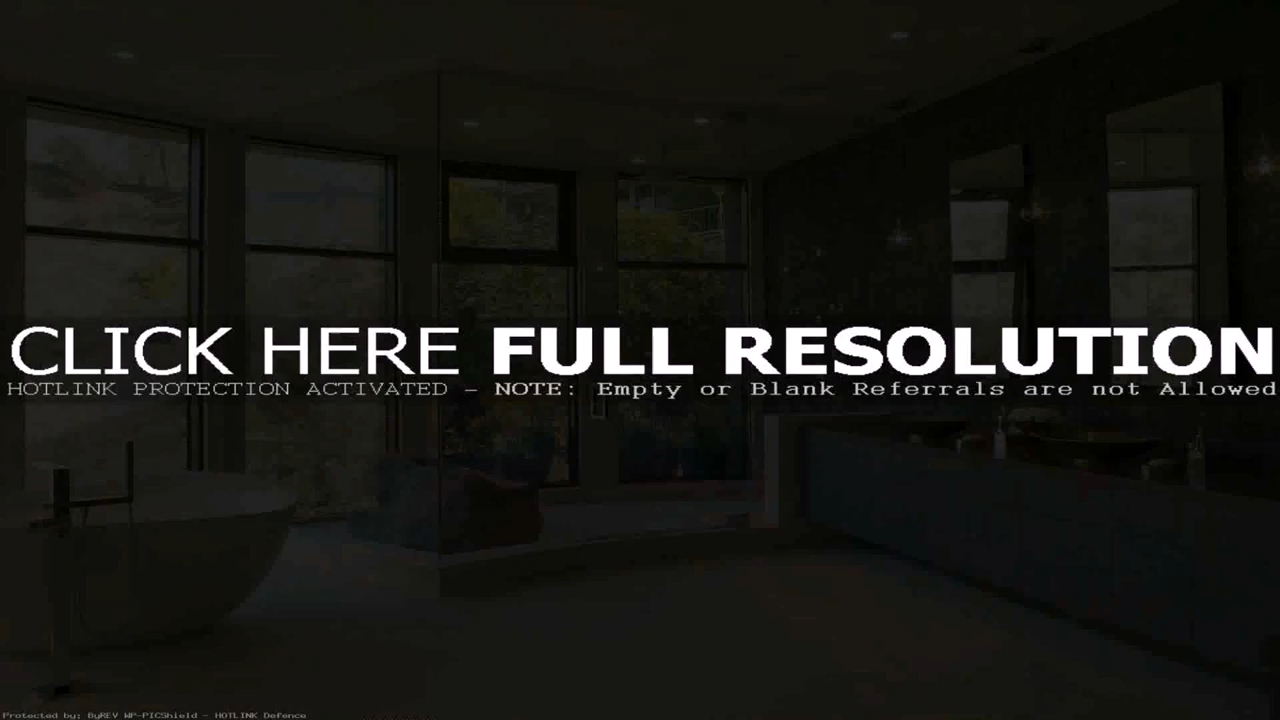 CLICK HERE FULL RESOLUTION
HOTLINK PROTECTION ACTIVATED - NOTE: Empty or Blank Referrals are not Allowed
Protected by: ByREV WP-PICShield - HOTLINK Defence